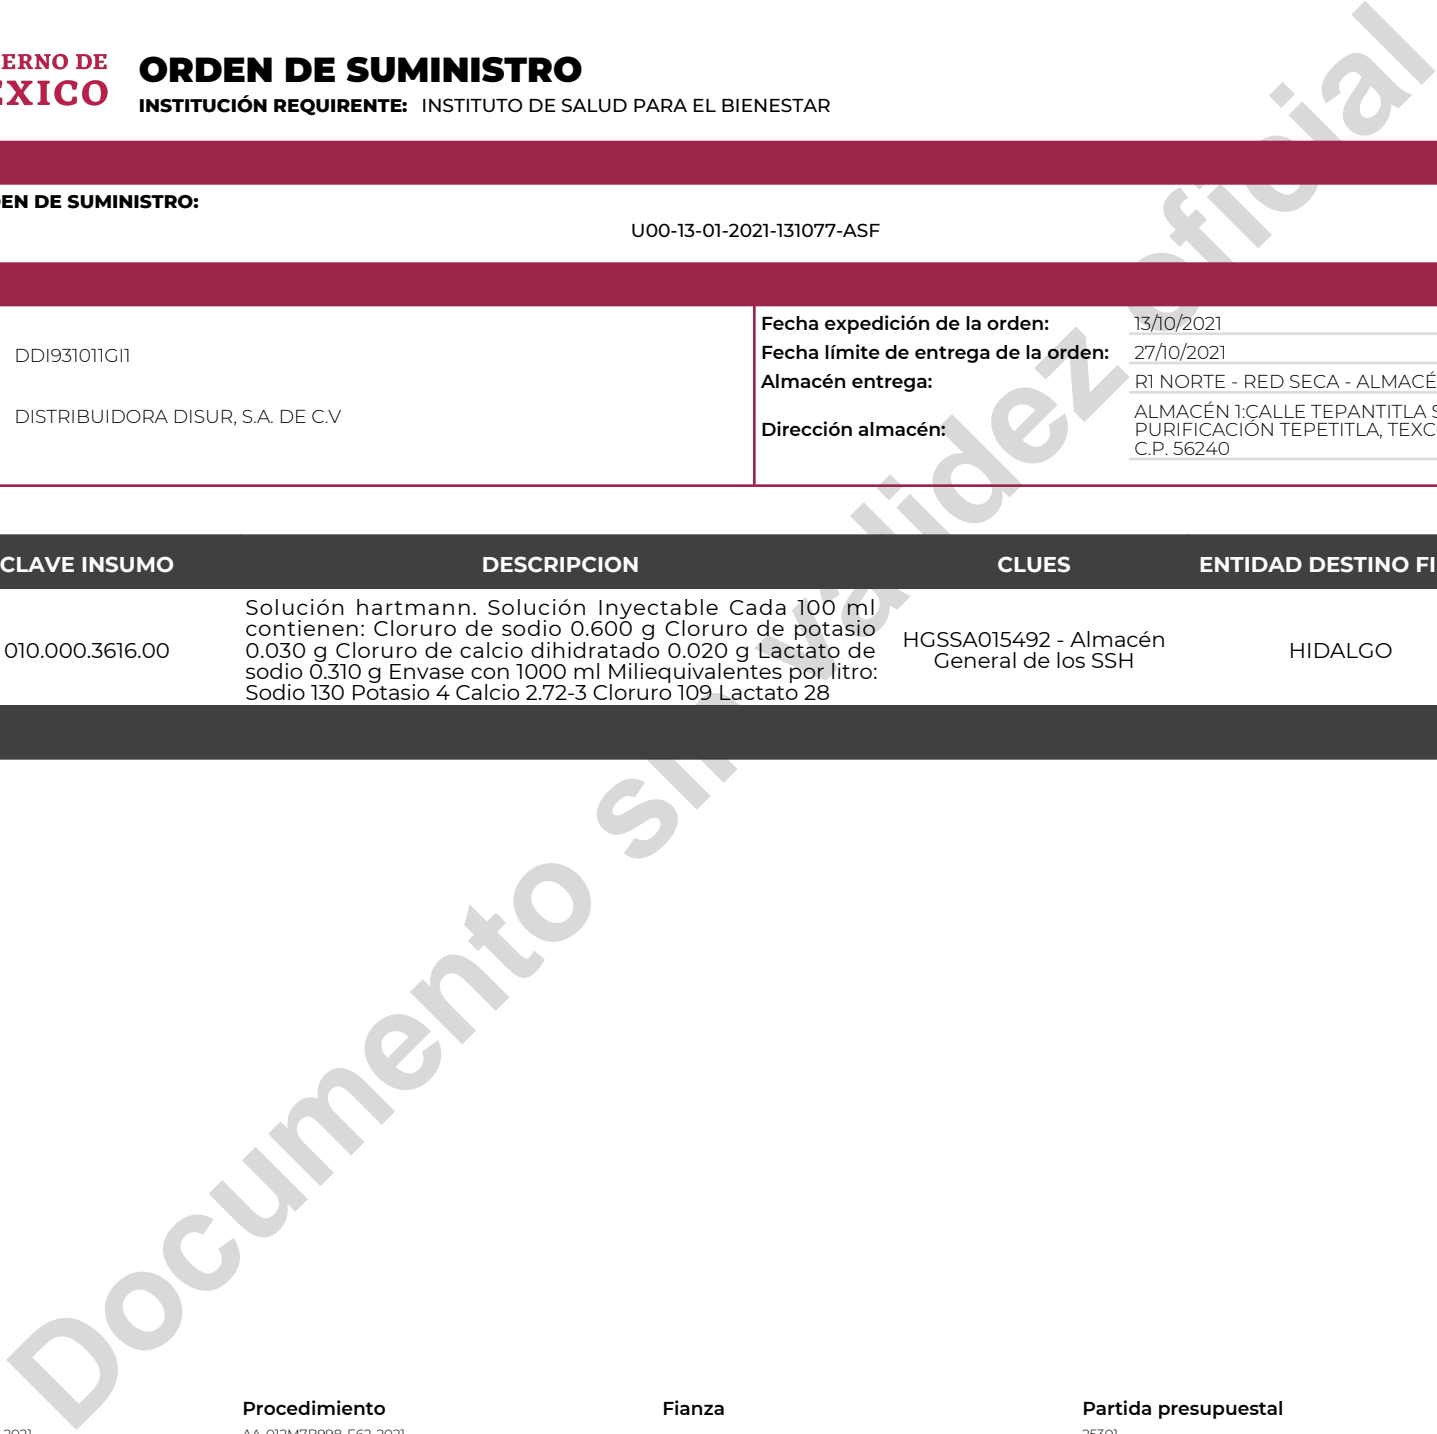 ERNO DE
EXICO
ORDEN DE SUMINISTRO
INSTITUCIÓN REQUIRENTE: INSTITUTO DE SALUD PARA EL BIENESTAR
EN DE SUMINISTRO:
U00-13-01-2021-131077-ASF
DDI931011GI1
DISTRIBUIDORA DISUR, S.A. DE C.V
Fecha expedición de la orden: 13/10/2021
Fecha límite de entrega de la orden: 27/10/2021
Almacén entrega: R1 NORTE - RED SECA - ALMACÉ
Dirección almacén:
ALMACÉN 1:CALLE TEPANTITLA S
PURIFICACIÓN TEPETITLA, TEXC
C.P. 56240
CLAVE INSUMO DESCRIPCION CLUES ENTIDAD DESTINO FI
010.000.3616.00
Solución hartmann. Solución Inyectable Cada 100 ml
contienen: Cloruro de sodio 0.600 g Cloruro de potasio
0.030 g Cloruro de calcio dihidratado 0.020 g Lactato de
sodio 0.310 g Envase con 1000 ml Miliequivalentes por litro:
Sodio 130 Potasio 4 Calcio 2.72-3 Cloruro 109 Lactato 28
HGSSA015492 - Almacén
General de los SSH
HIDALGO
Documento sin validez oficial
Procedimiento Fianza Partida presupuestal